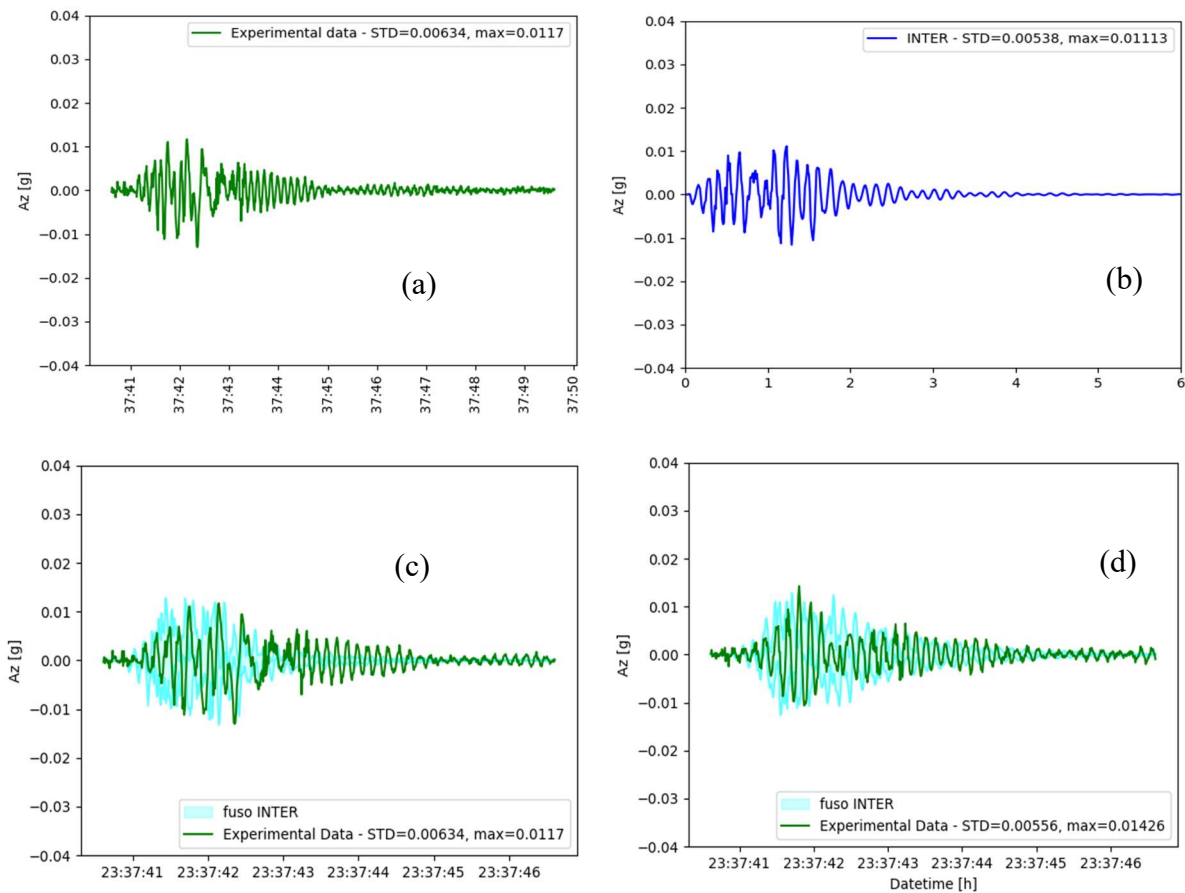 0.04
0.03
0.02
0.01
0.00
−0.01
−0.02
−0.03
−0.04
Az [g]
Experimental data - STD=0.00634, max=0.0117
(a)
37:41
37:42
37:43
37:44
37:45
37:46
37:47
37:48
37:49
37:50
0.04
0.03
0.02
0.01
0.00
−0.01
−0.02
−0.03
−0.04
Az [g]
INTER - STD=0.00538, max=0.01113
(b)
0 1 2 3 4 5 6
0.04
0.03
0.02
0.01
0.00
−0.01
−0.02
−0.03
−0.04
Az [g]
(c)
fuso INTER
Experimental Data - STD=0.00634, max=0.0117
23:37:41 23:37:42 23:37:43 23:37:44 23:37:45 23:37:46
0.04
0.03
0.02
0.01
0.00
−0.01
−0.02
−0.03
−0.04
Az [g]
(d)
fuso INTER
Experimental Data - STD=0.00556, max=0.01426
23:37:41 23:37:42 23:37:43 23:37:44 23:37:45 23:37:46
Datetime [h]